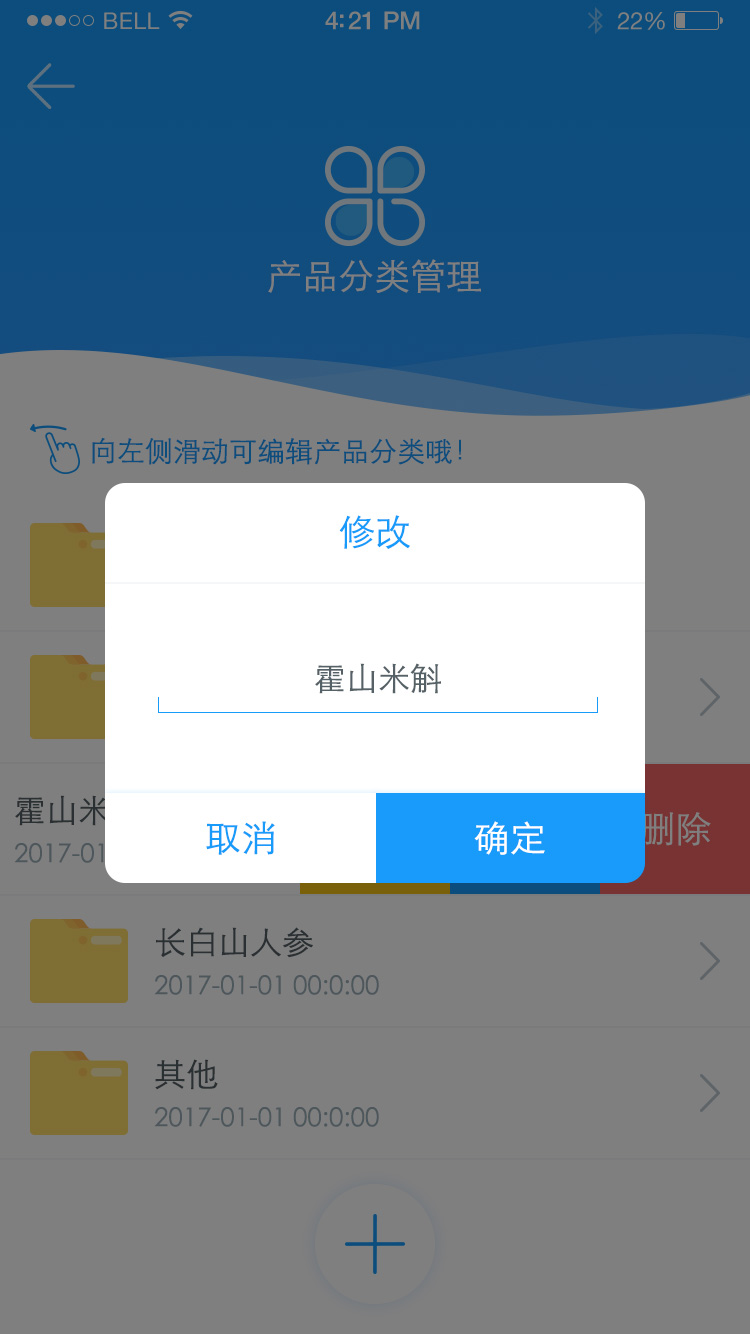 BELL 4:21 PM 22%
产品分类管理
向左侧滑动可编辑产品分类哦!
修改
霍山米斛
霍山米
删除
2017-01
取消 确定
长白山人参
2017-01-01 00:0:00
其他
2017-01-01 00:0:00